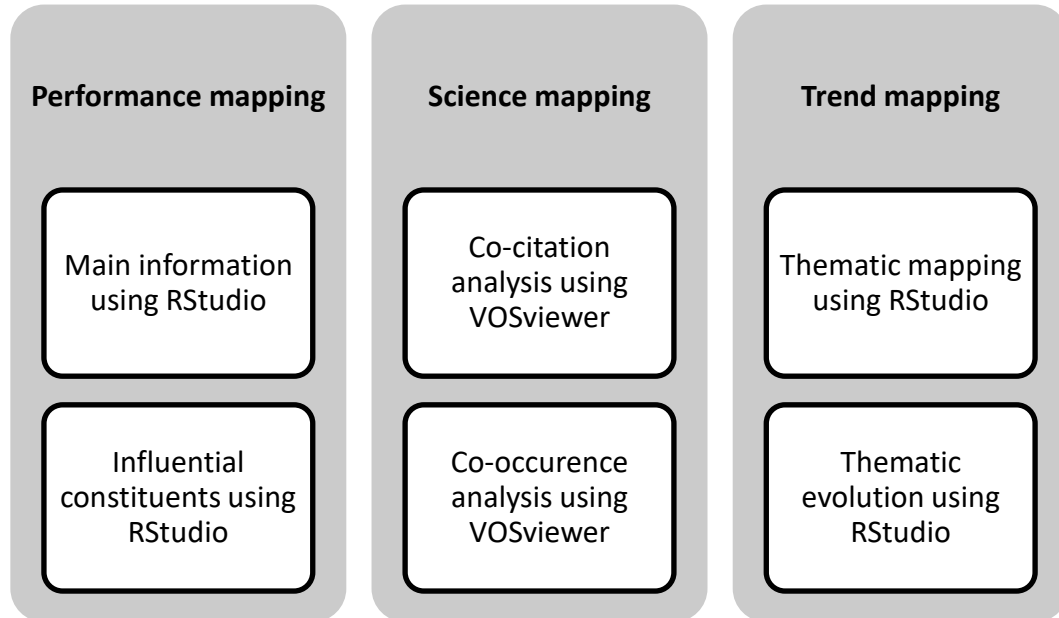 Performance mapping
Main information
using RStudio
Influential
constituents using
RStudio
Science mapping
Co-citation
analysis using
VOSviewer
Co-occurence
analysis using
VOSviewer
Trend mapping
Thematic mapping
using RStudio
Thematic
evolution using
RStudio